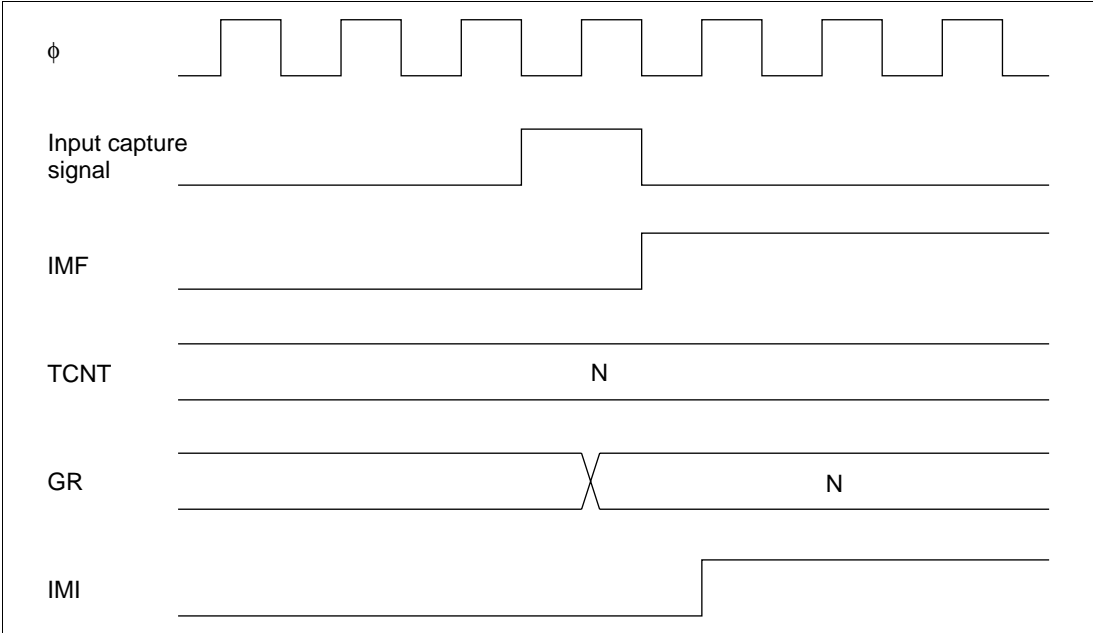 ϕ
Input capture
signal
IMF
TCNT
N
GR
N
IMI